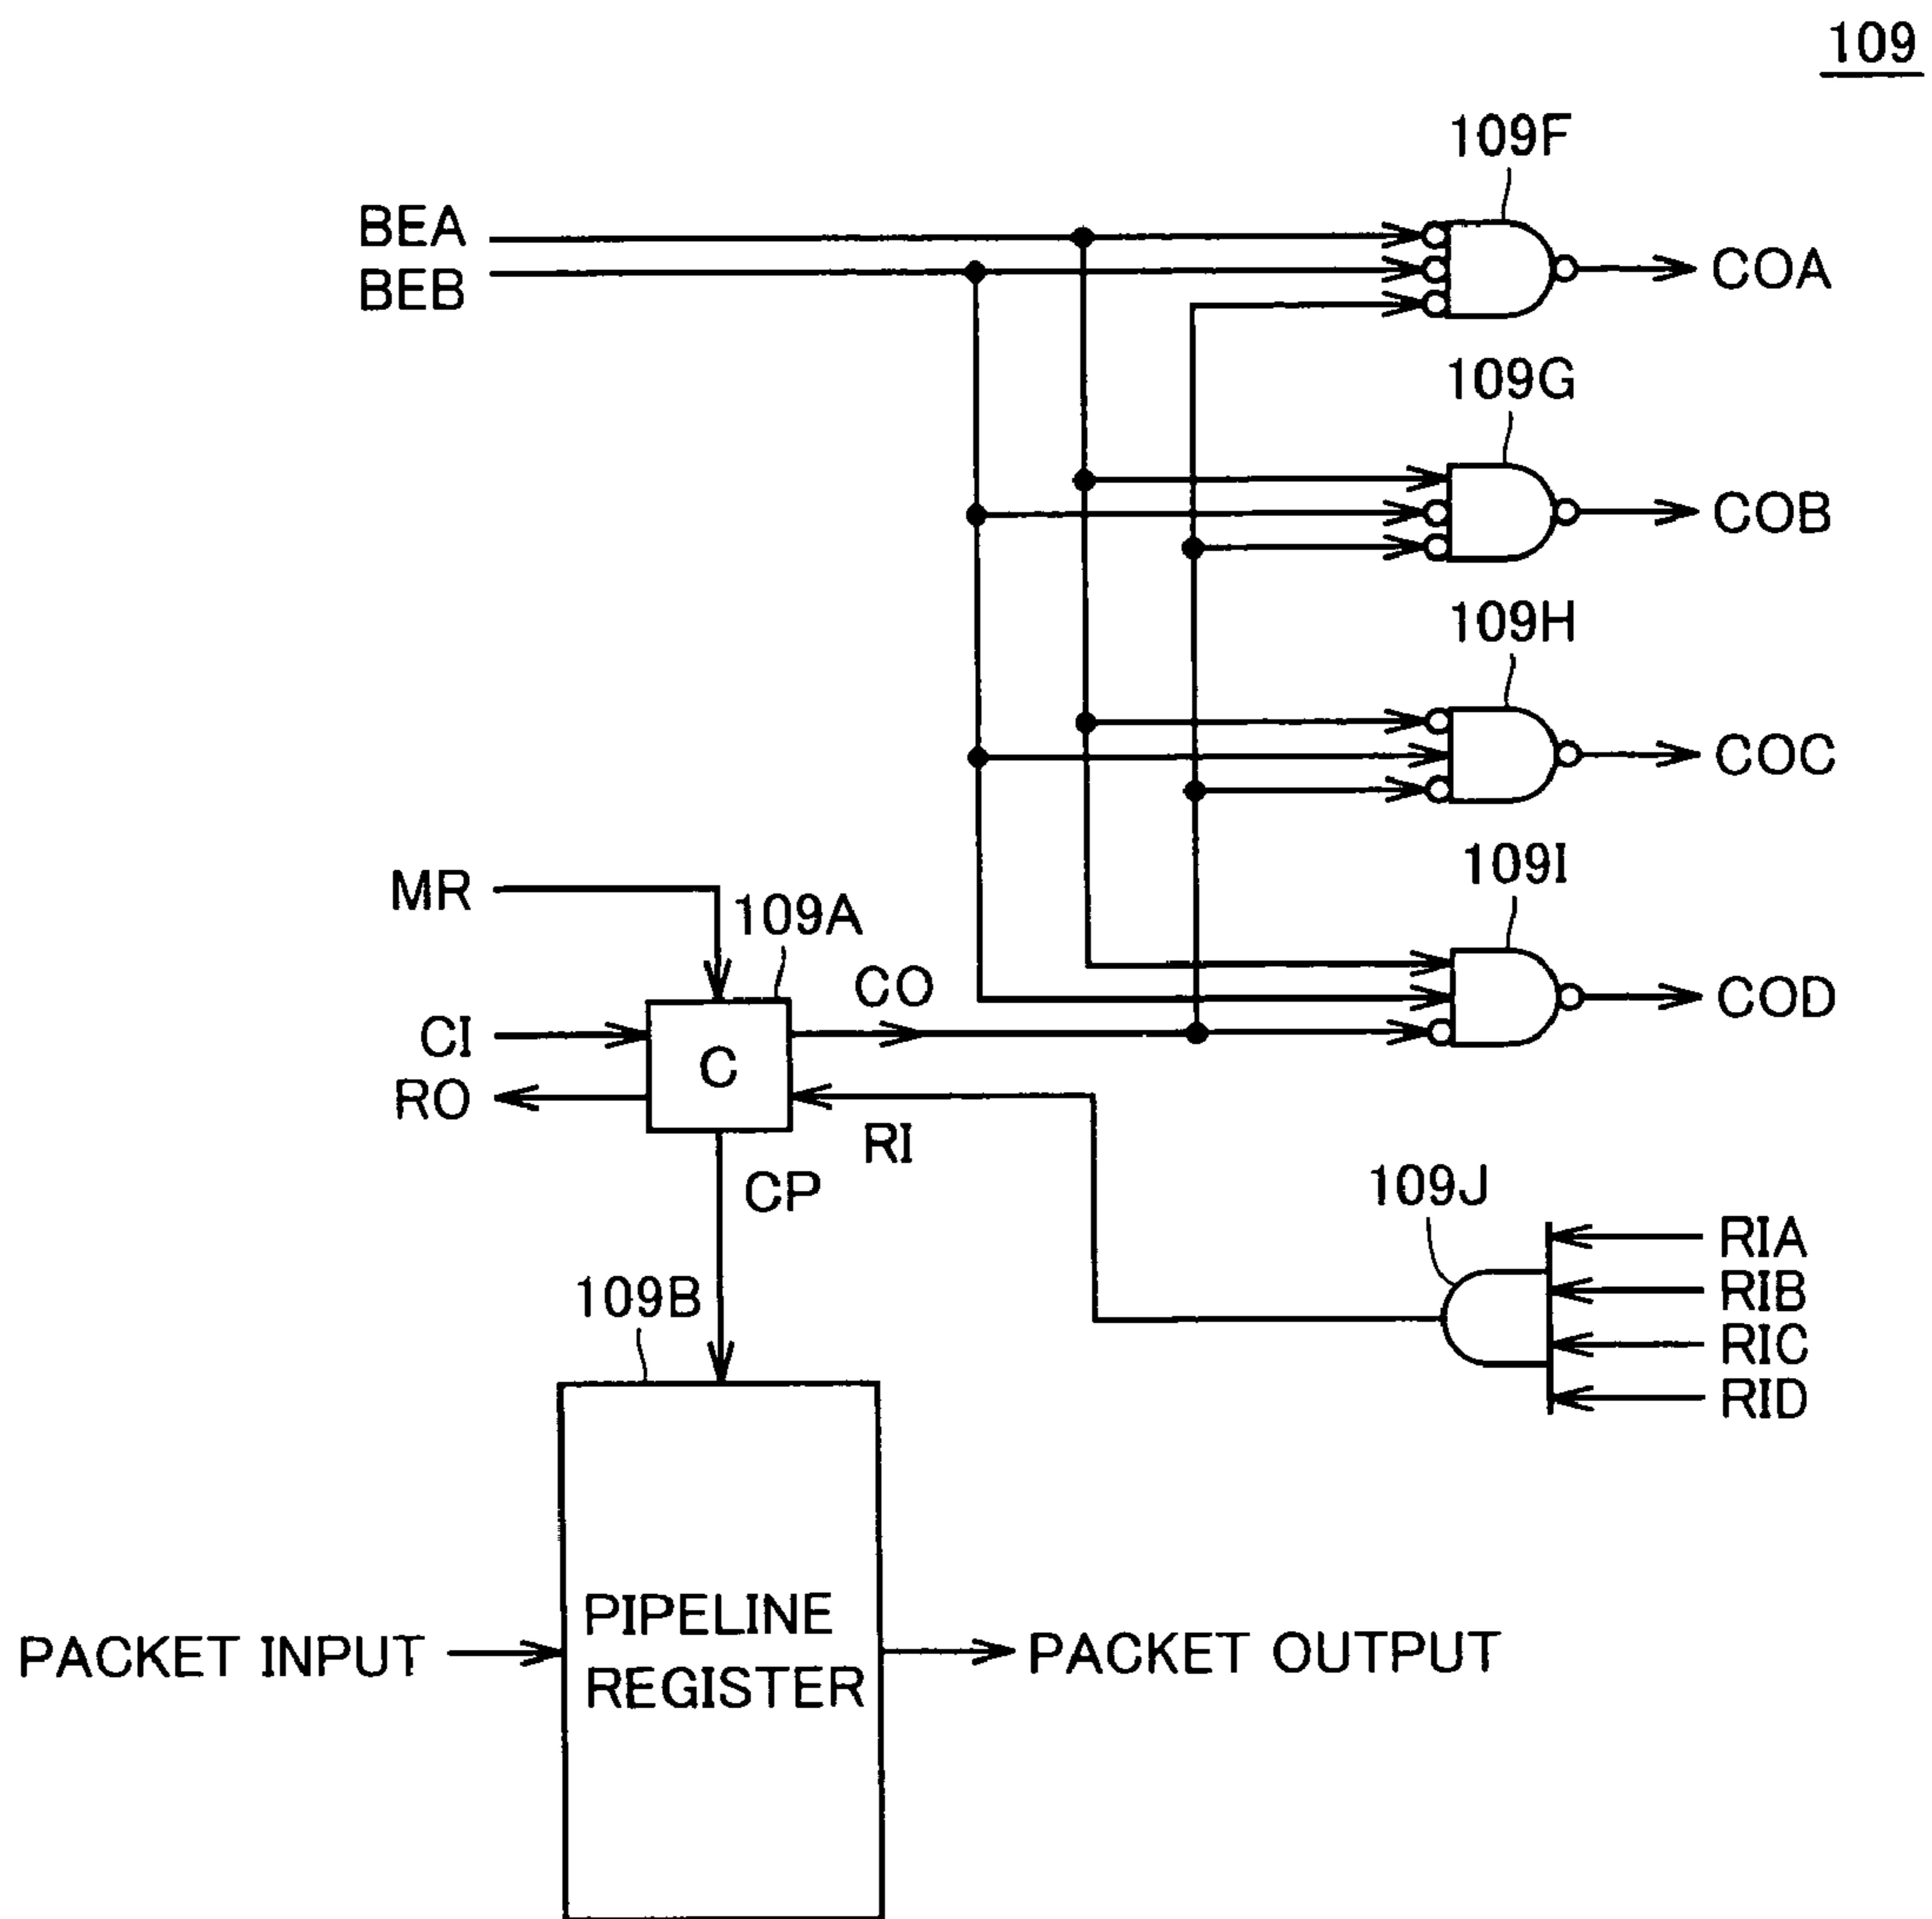 109
109F
BEA
BEB
COA
109G
COB
109H
COC
109I
COD
MR
109A
CO
CI
C
RO
RI
CP
109J
RIA
RIB
RIC
RID
109B
PIPELINE
REGISTER
PACKET INPUT
PACKET OUTPUT